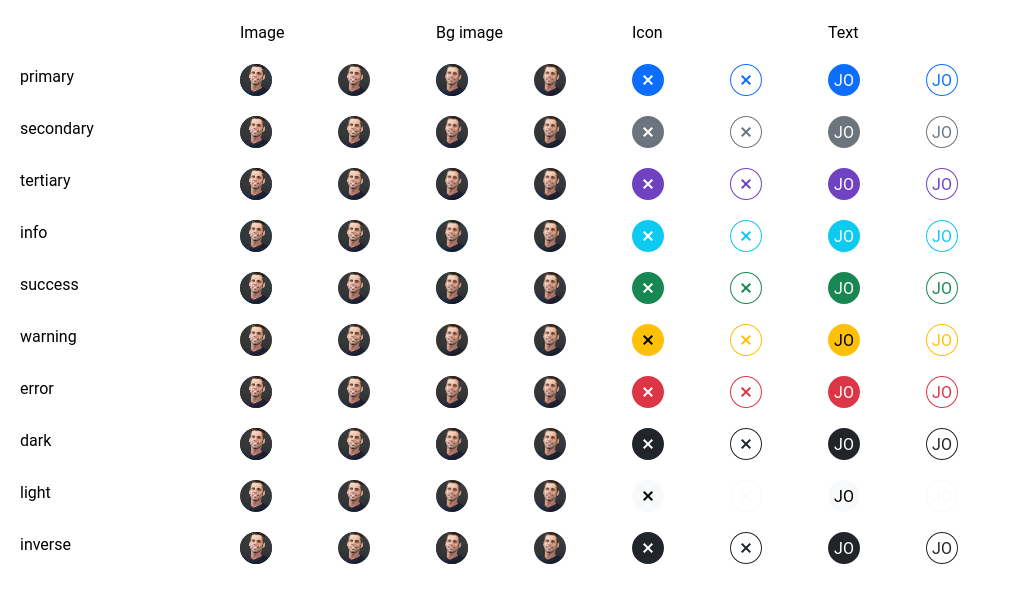 Image Bg image Icon Text
primary JO JO
secondary JO JO
tertiary JO JO
info JO JO
success JO JO
warning JO JO
error JO JO
dark JO JO
light JO JO
inverse JO JO